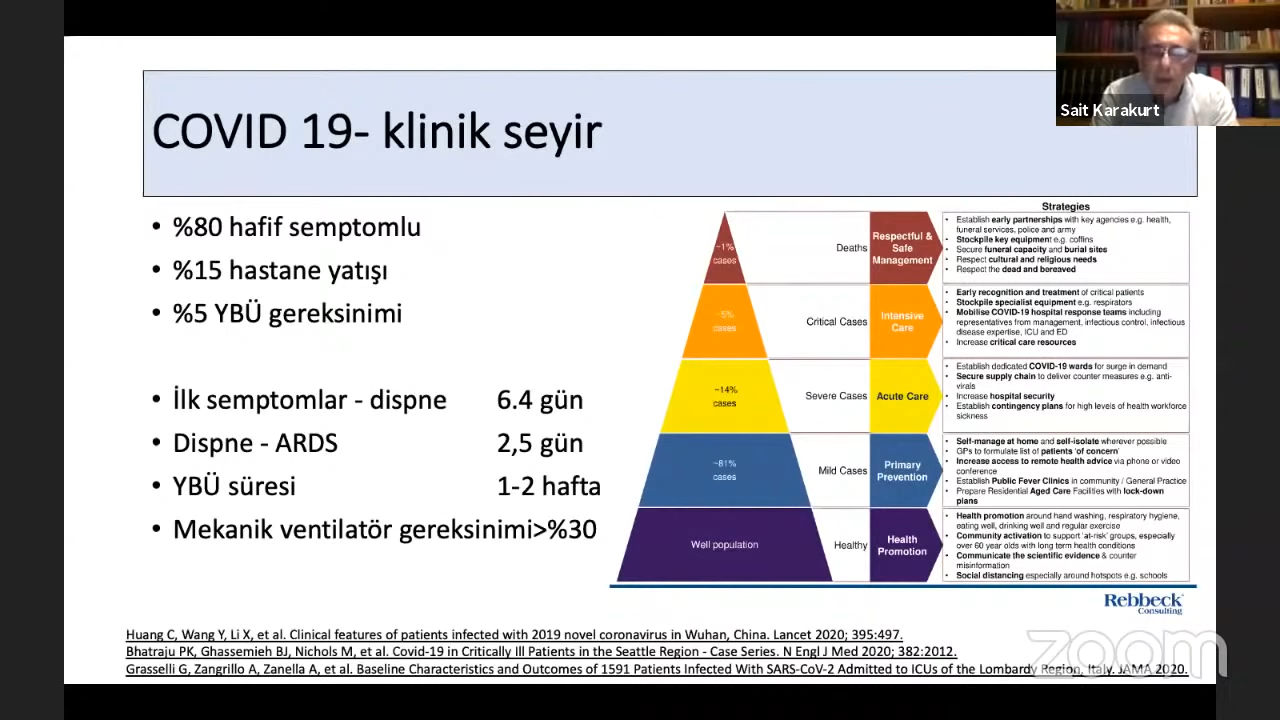 Sait Karakurt
COVID 19- klinik seyir
• %80 hafif semptomlu
• %15 hastane yatışı
• %5 YBÜ gereksinimi
• İlk semptomlar - dispne 6.4 gün
• Dispne - ARDS 2,5 gün
• YBÜ süresi 1-2 hafta
• Mekanik ventilatör gereksinimi>%30
Strategies
~1%
cases
Deaths
Respectful &
Safe
Management
• Establish early partnerships with key agencies e.g. health,
funeral services, police and army
• Stockpile key equipment e.g. coffins
• Secure funeral capacity and burial sites
• Respect cultural and religious needs
• Respect the dead and bereaved
~5%
cases
Critical Cases
Intensive
Care
• Early recognition and treatment of critical patients
• Stockpile specialist equipment e.g. respirators
• Mobilise COVID-19 hospital response teams including
representatives from management, infectious control, infectious
disease expertise, ICU and ED
• Increase critical care resources
~14%
cases
Severe Cases
Acute Care
• Establish dedicated COVID-19 wards for surge in demand
• Secure supply chain to deliver counter measures e.g. anti-
virals
• Increase hospital security
• Establish contingency plans for high levels of health workforce
sickness
~81%
cases
Mild Cases
Primary
Prevention
• Self-manage at home and self-isolate wherever possible
• GPs to formulate list of patients 'of concern'
• Increase access to remote health advice via phone or video
conference
• Establish Public Fever Clinics in community / General Practice
• Prepare Residential Aged Care Facilities with lock-down
plans
Well population
Healthy
Health
Promotion
• Health promotion around hand washing, respiratory hygiene,
eating well, drinking well and regular exercise
• Community activation to support 'at-risk' groups, especially
over 60 year olds with long term health conditions
• Communicate the scientific evidence & counter
misinformation
• Social distancing especially around hotspots e.g. schools
Rebbeck
Consulting
Huang C, Wang Y, Li X, et al. Clinical features of patients infected with 2019 novel coronavirus in Wuhan, China. Lancet 2020; 395:497.
Bhatraju PK, Ghassemieh BJ, Nichols M, et al. Covid-19 in Critically Ill Patients in the Seattle Region - Case Series. N Engl J Med 2020; 382:2012.
Grasselli G, Zangrillo A, Zanella A, et al. Baseline Characteristics and Outcomes of 1591 Patients Infected With SARS-CoV-2 Admitted to ICUs of the Lombardy Region, Italy. JAMA 2020.
zoom